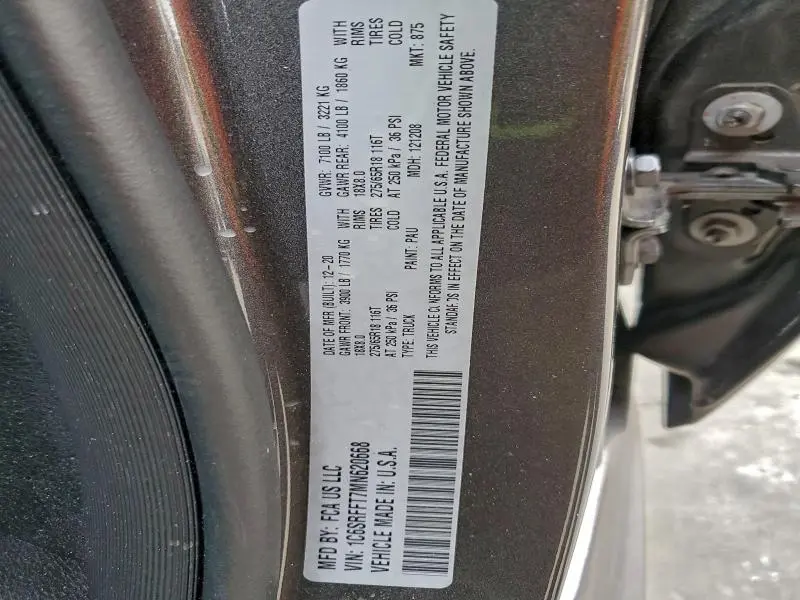 MFD BY: FCA US LLC
VIN: 1C6SRFFT7MN620668
VEHICLE MADE IN: U.S.A.
DATE OF MFR (BUILT): 12-20 GVWR: 7100 LB / 3221 KG
GAWR FRONT: 3900 LB / 1770 KG WITH GAWR REAR: 4100 LB / 1860 KG WITH
18X8.0 RIMS 18X8.0 RIMS
275/65R18 116T TIRES 275/65R18 116T TIRES
AT 250 kPa / 36 PSI COLD AT 250 kPa / 36 PSI COLD
TYPE: TRUCK PAINT: PAU MDH: 121208 MKT: 875
THIS VEHICLE CONFORMS TO ALL APPLICABLE U.S.A. FEDERAL MOTOR VEHICLE SAFETY
STANDARDS IN EFFECT ON THE DATE OF MANUFACTURE SHOWN ABOVE.